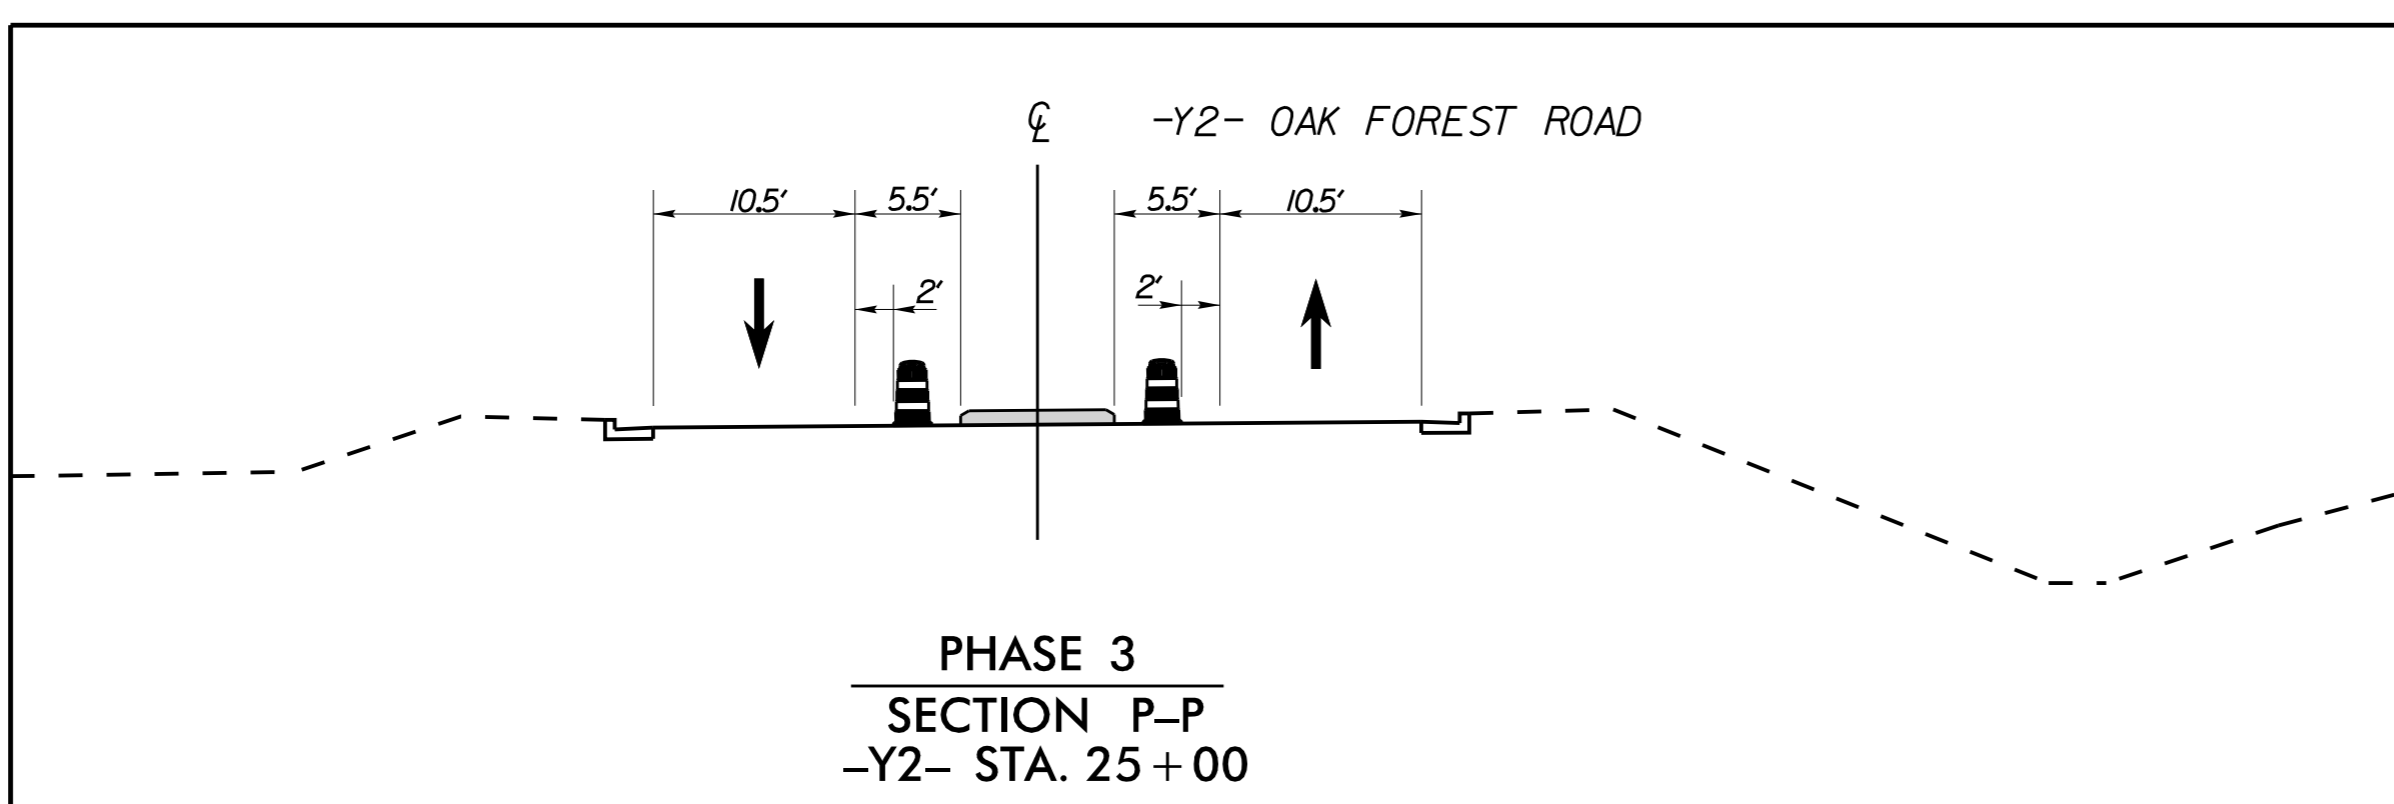 ℄ -Y2- OAK FOREST ROAD
10.5' 5.5' 5.5' 10.5'
2' 2'
PHASE 3
SECTION P-P
-Y2- STA. 25+00